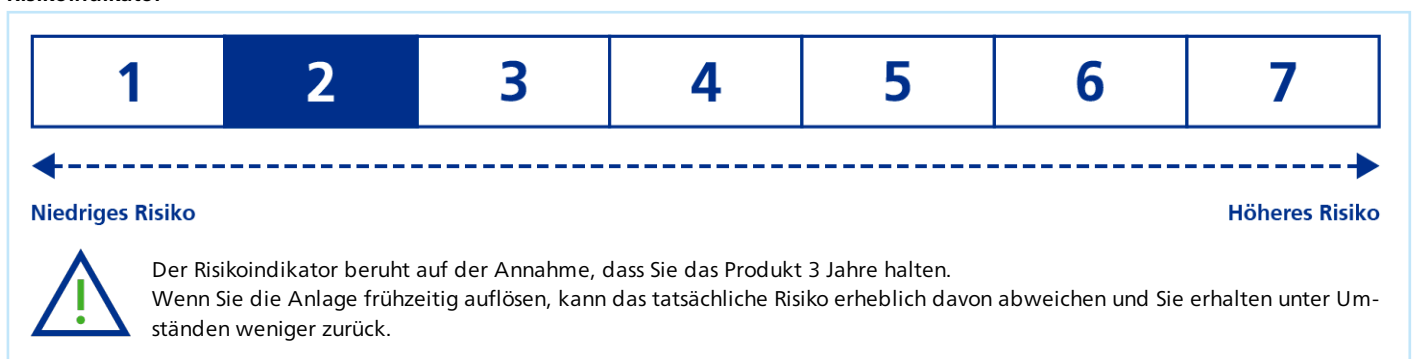 1 2 3 4 5 6 7
Niedriges Risiko Höheres Risiko
Der Risikoindikator beruht auf der Annahme, dass Sie das Produkt 3 Jahre halten.
Wenn Sie die Anlage frühzeitig auflösen, kann das tatsächliche Risiko erheblich davon abweichen und Sie erhalten unter Um-
ständen weniger zurück.